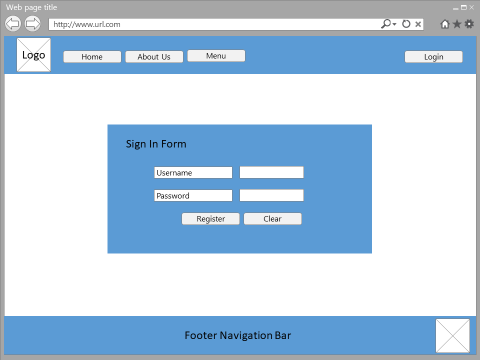 Web page title
http://www.url.com
Logo
Home
About Us
Menu
Login
Sign In Form
Username
Password
Register
Clear
Footer Navigation Bar